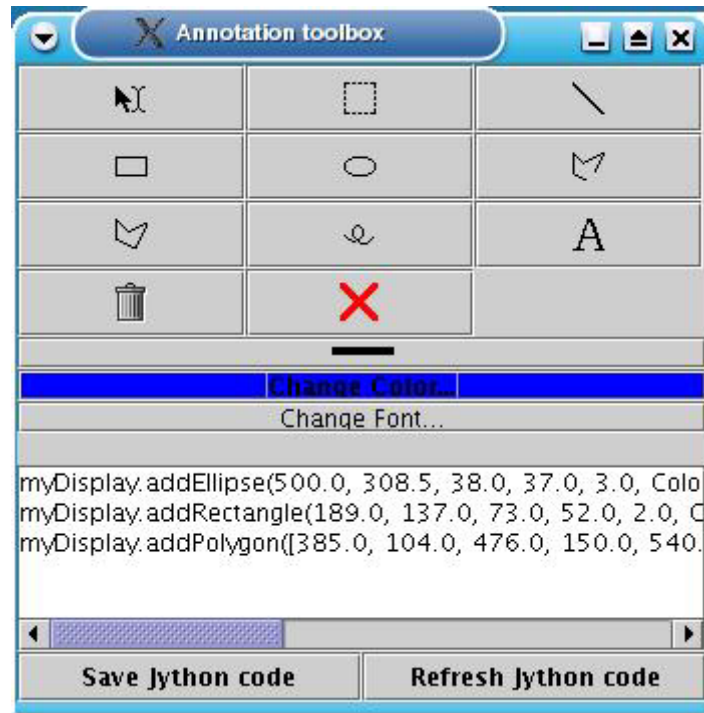 Annotation toolbox
A
Change Color...
Change Font...
myDisplay.addEllipse(500.0, 308.5, 38.0, 37.0, 3.0, Colo
myDisplay.addRectangle(189.0, 137.0, 73.0, 52.0, 2.0, C
myDisplay.addPolygon([385.0, 104.0, 476.0, 150.0, 540.
Save Jython code Refresh Jython code